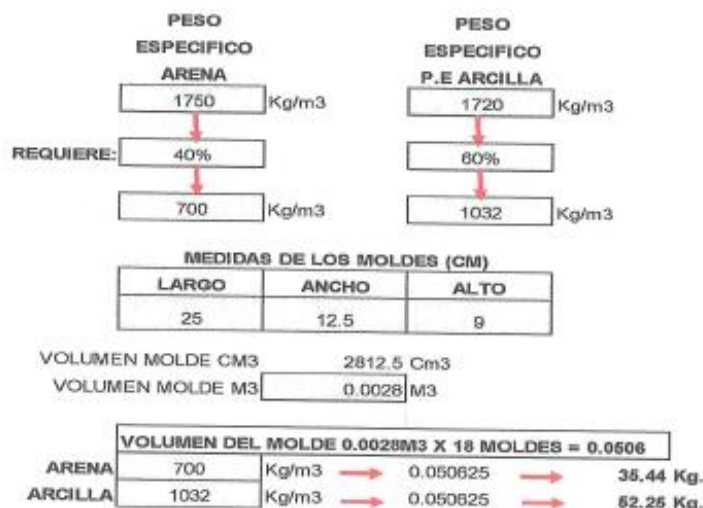 PESO
ESPECIFICO
ARENA
1750 Kg/m3
PESO
ESPECIFICO
P.E ARCILLA
1720 Kg/m3
REQUIERE: 40% 60%
700 Kg/m3 1032 Kg/m3
MEDIDAS DE LOS MOLDES (CM)
LARGO ANCHO ALTO
25 12.5 9
VOLUMEN MOLDE CM3 2812.5 Cm3
VOLUMEN MOLDE M3 0.0028 M3
VOLUMEN DEL MOLDE 0.0028M3 X 18 MOLDES = 0.0506
ARENA 700 Kg/m3 0.050625 35.44 Kg.
ARCILLA 1032 Kg/m3 0.050625 52.25 Kg.